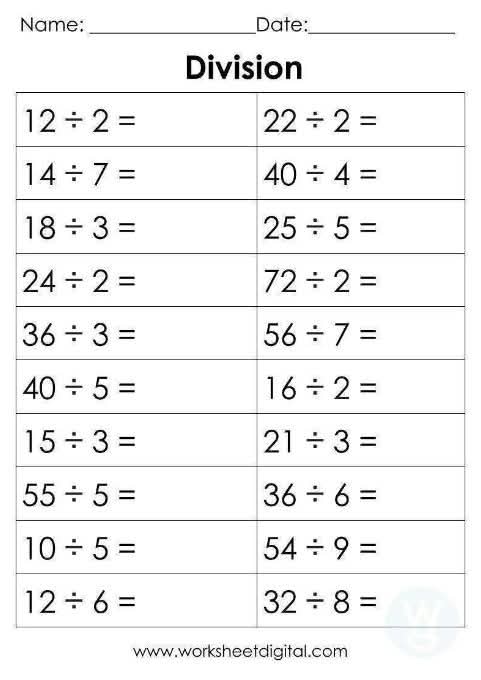 Name: _______________Date:______________
Division
12 ÷ 2 = 22 ÷ 2 =
14 ÷ 7 = 40 ÷ 4 =
18 ÷ 3 = 25 ÷ 5 =
24 ÷ 2 = 72 ÷ 2 =
36 ÷ 3 = 56 ÷ 7 =
40 ÷ 5 = 16 ÷ 2 =
15 ÷ 3 = 21 ÷ 3 =
55 ÷ 5 = 36 ÷ 6 =
10 ÷ 5 = 54 ÷ 9 =
12 ÷ 6 = 32 ÷ 8 =
www.worksheetdigital.com